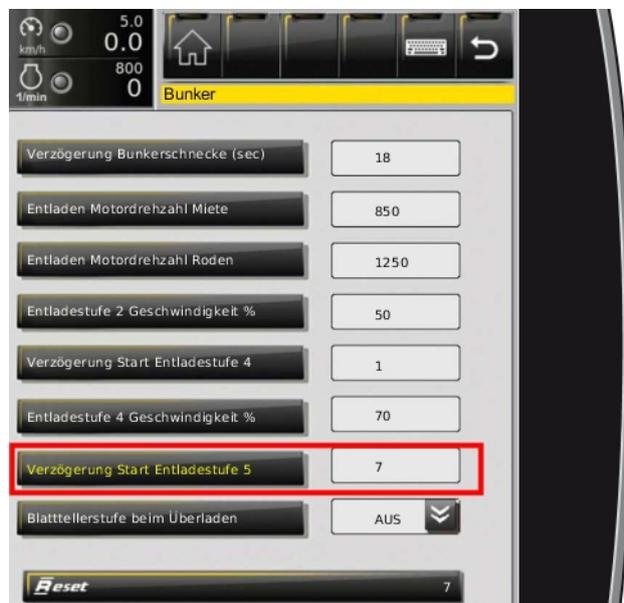 5.0
km/h
0.0
800
1/min
0
Bunker
Verzögerung Bunkerschnecke (sec)
18
Entladen Motordrehzahl Miete
850
Entladen Motordrehzahl Roden
1250
Entladestufe 2 Geschwindigkeit %
50
Verzögerung Start Entladestufe 4
1
Entladestufe 4 Geschwindigkeit %
70
Verzögerung Start Entladestufe 5
7
Blatttellerstufe beim Überladen
AUS
Reset
7